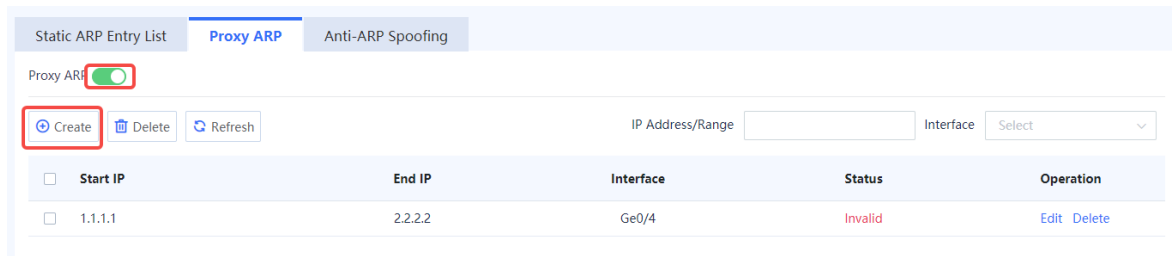 Static ARP Entry List Proxy ARP Anti-ARP Spoofing
Proxy ARP
Create Delete Refresh IP Address/Range Interface Select
Start IP End IP Interface Status Operation
1.1.1.1 2.2.2.2 Ge0/4 Invalid Edit Delete